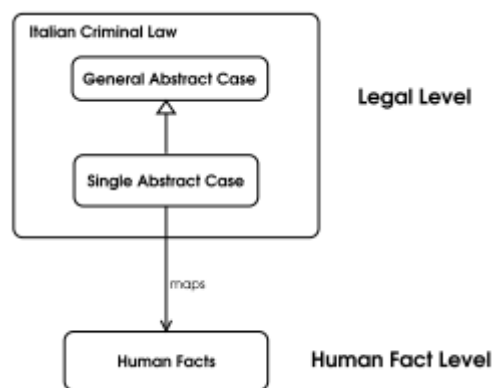 Italian Criminal Law
General Abstract Case
Legal Level
Single Abstract Case
maps
Human Facts
Human Fact Level